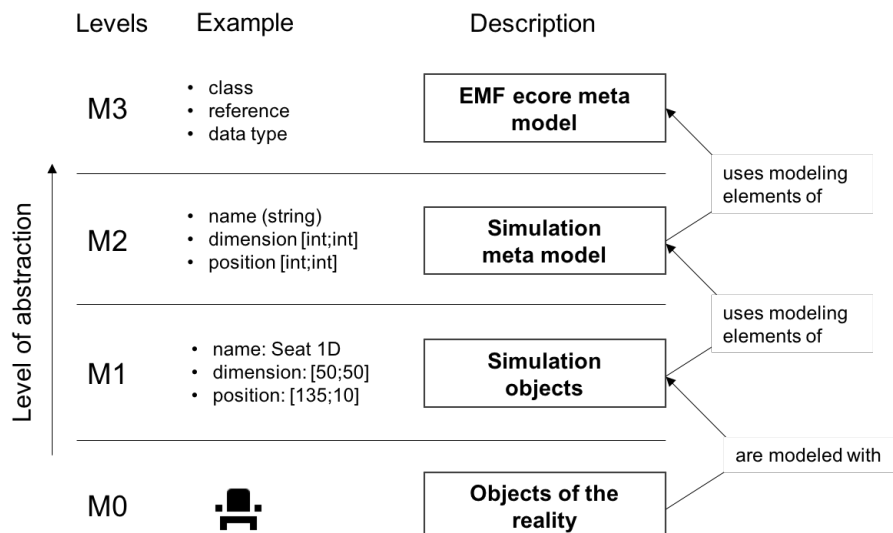 Levels Example Description
M3
• class
• reference
• data type
EMF ecore meta
model
uses modeling
elements of
M2
• name (string)
• dimension [int;int]
• position [int;int]
Simulation
meta model
uses modeling
elements of
M1
• name: Seat 1D
• dimension: [50;50]
• position: [135;10]
Simulation
objects
are modeled with
M0
Objects of the
reality
Level of abstraction